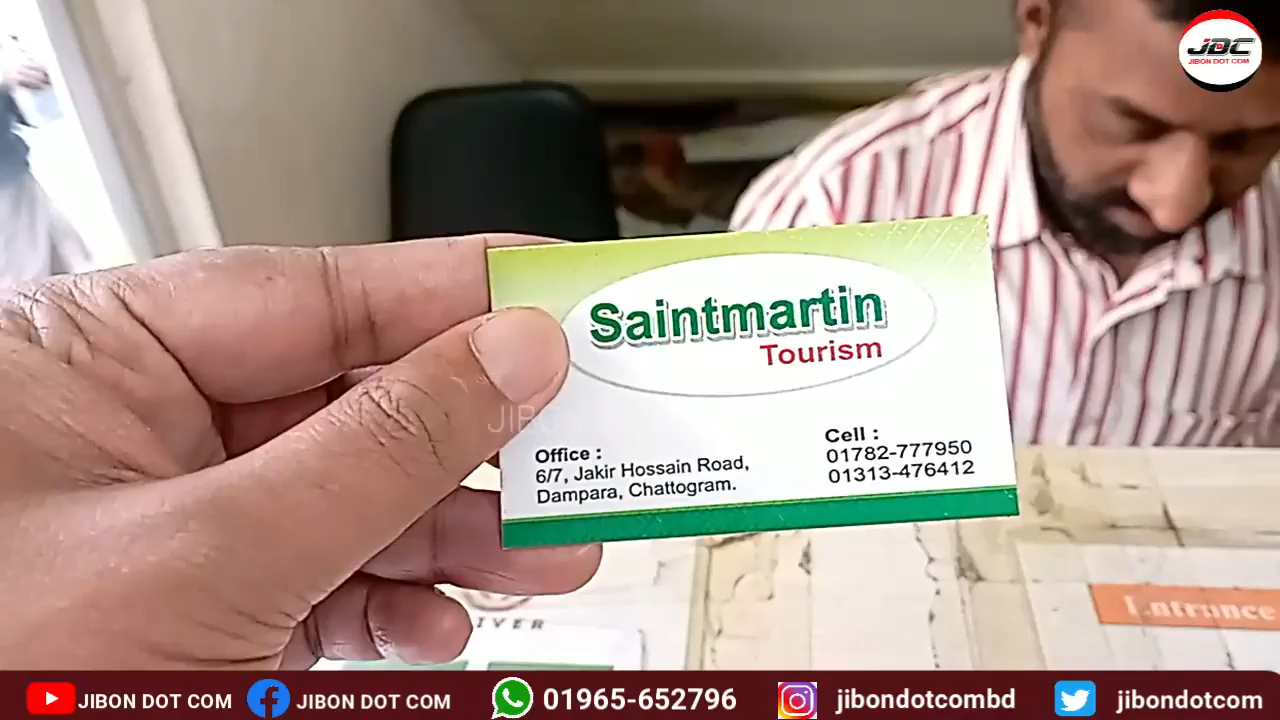 JDC
JIBON DOT COM
Saintmartin
Tourism
Office :
6/7, Jakir Hossain Road,
Dampara, Chattogram.
Cell :
01782-777950
01313-476412
Entrance
JIBON DOT COM
JIBON DOT COM
01965-652796
jibondotcombd
jibondotcom